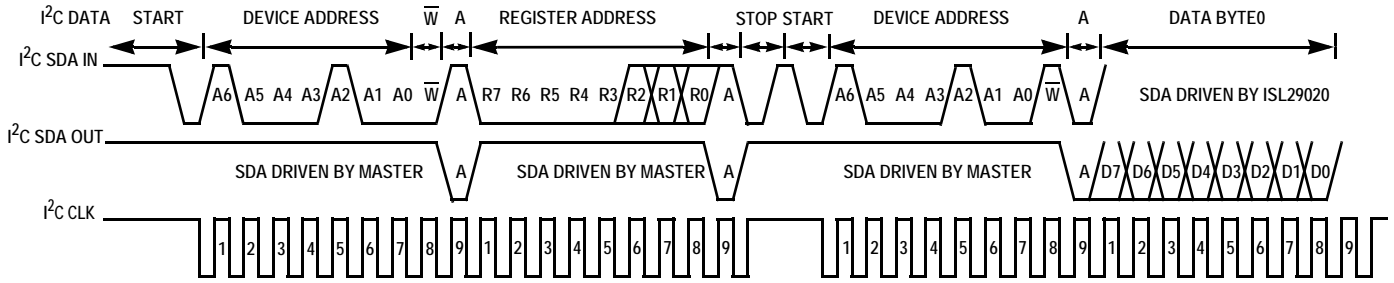 I²C DATA START DEVICE ADDRESS W̅ A REGISTER ADDRESS STOP START DEVICE ADDRESS A DATA BYTE0
I²C SDA IN
A6 A5 A4 A3 A2 A1 A0 W̅ A R7 R6 R5 R4 R3 R2 R1 R0 A A6 A5 A4 A3 A2 A1 A0 W̅ A SDA DRIVEN BY ISL29020
I²C SDA OUT
SDA DRIVEN BY MASTER A SDA DRIVEN BY MASTER A SDA DRIVEN BY MASTER A D7 D6 D5 D4 D3 D2 D1 D0
I²C CLK
1 2 3 4 5 6 7 8 9 1 2 3 4 5 6 7 8 9 1 2 3 4 5 6 7 8 9 1 2 3 4 5 6 7 8 9